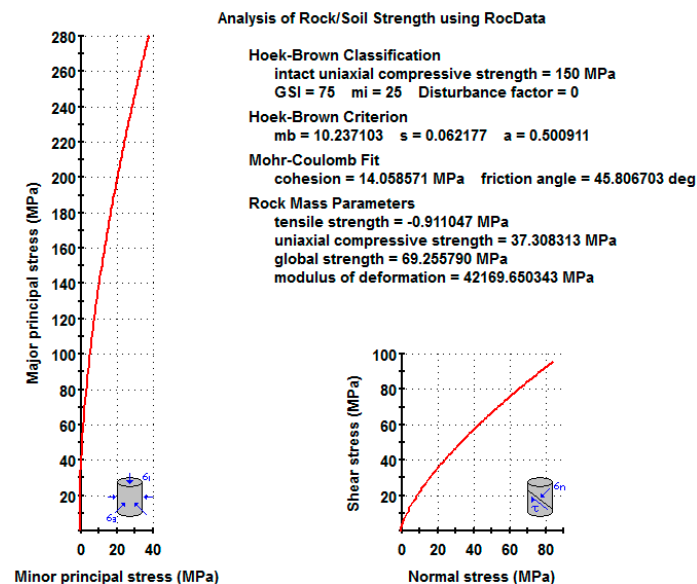 Analysis of Rock/Soil Strength using RocData
Hoek-Brown Classification
intact uniaxial compressive strength = 150 MPa
GSI = 75 mi = 25 Disturbance factor = 0
Hoek-Brown Criterion
mb = 10.237103 s = 0.062177 a = 0.500911
Mohr-Coulomb Fit
cohesion = 14.058571 MPa friction angle = 45.806703 deg
Rock Mass Parameters
tensile strength = -0.911047 MPa
uniaxial compressive strength = 37.308313 MPa
global strength = 69.255790 MPa
modulus of deformation = 42169.650343 MPa
Major principal stress (MPa)
280
260
240
220
200
180
160
140
120
100
80
60
40
20
σ1
σ3
0 20 40
Minor principal stress (MPa)
Shear stress (MPa)
100
80
60
40
20
σn
τ
0 20 40 60 80
Normal stress (MPa)